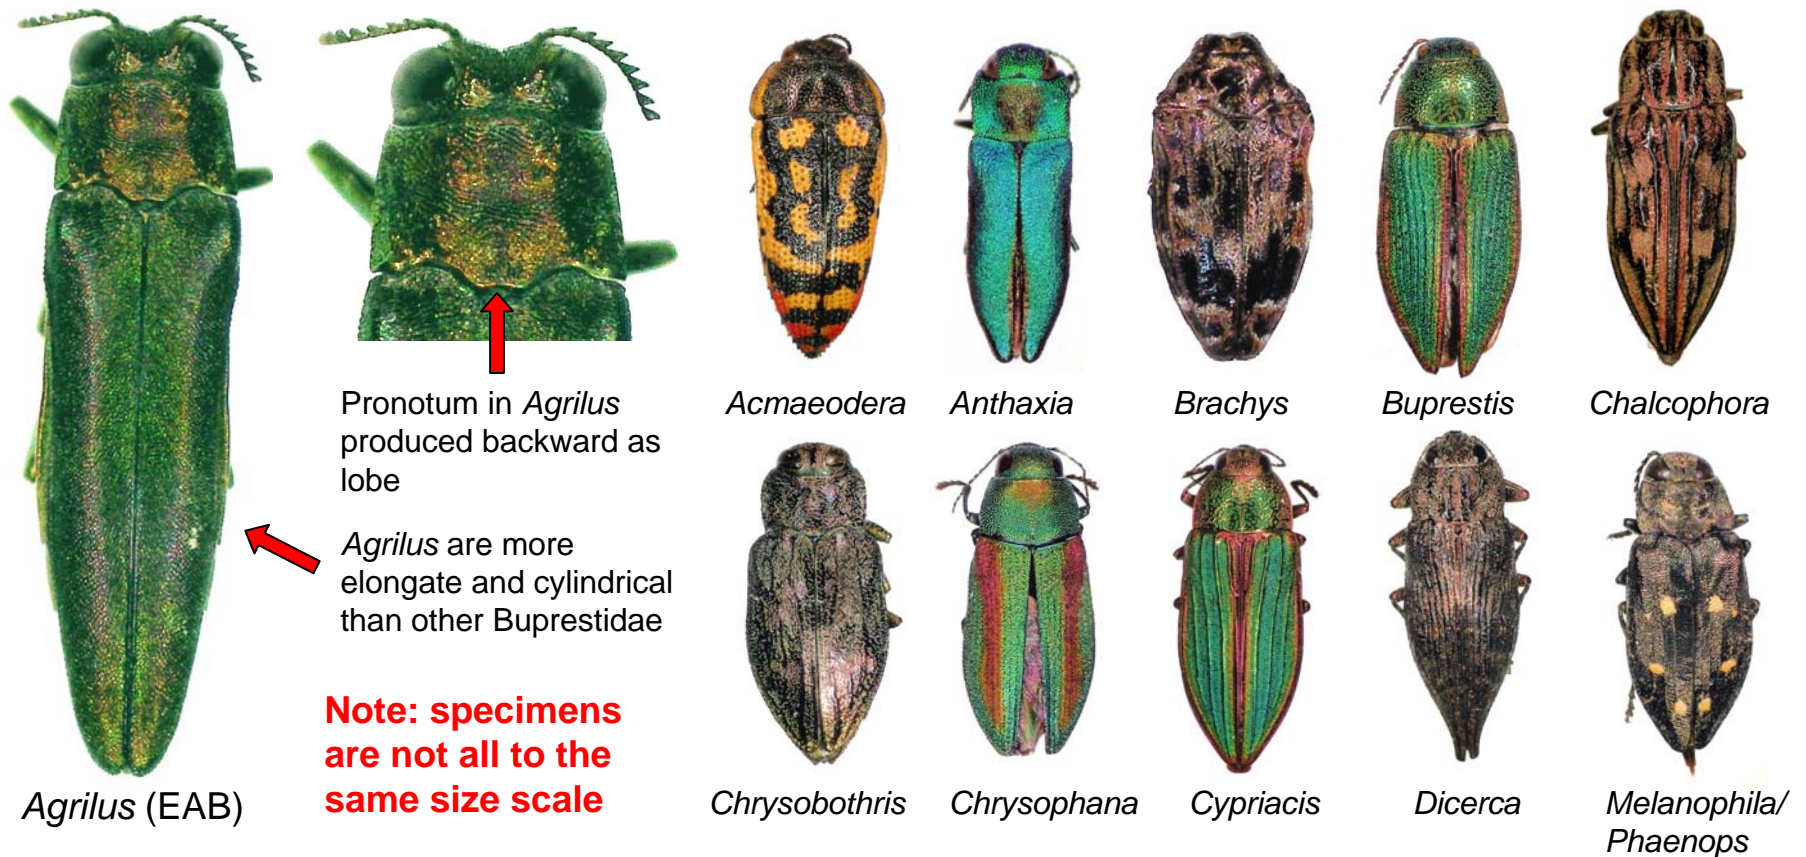 Agrilus (EAB)
Pronotum in Agrilus
produced backward as
lobe
Agrilus are more
elongate and cylindrical
than other Buprestidae
Note: specimens
are not all to the
same size scale
Acmaeodera
Anthaxia
Brachys
Buprestis
Chalcophora
Chrysobothris
Chrysophana
Cypriacis
Dicerca
Melanophila/
Phaenops